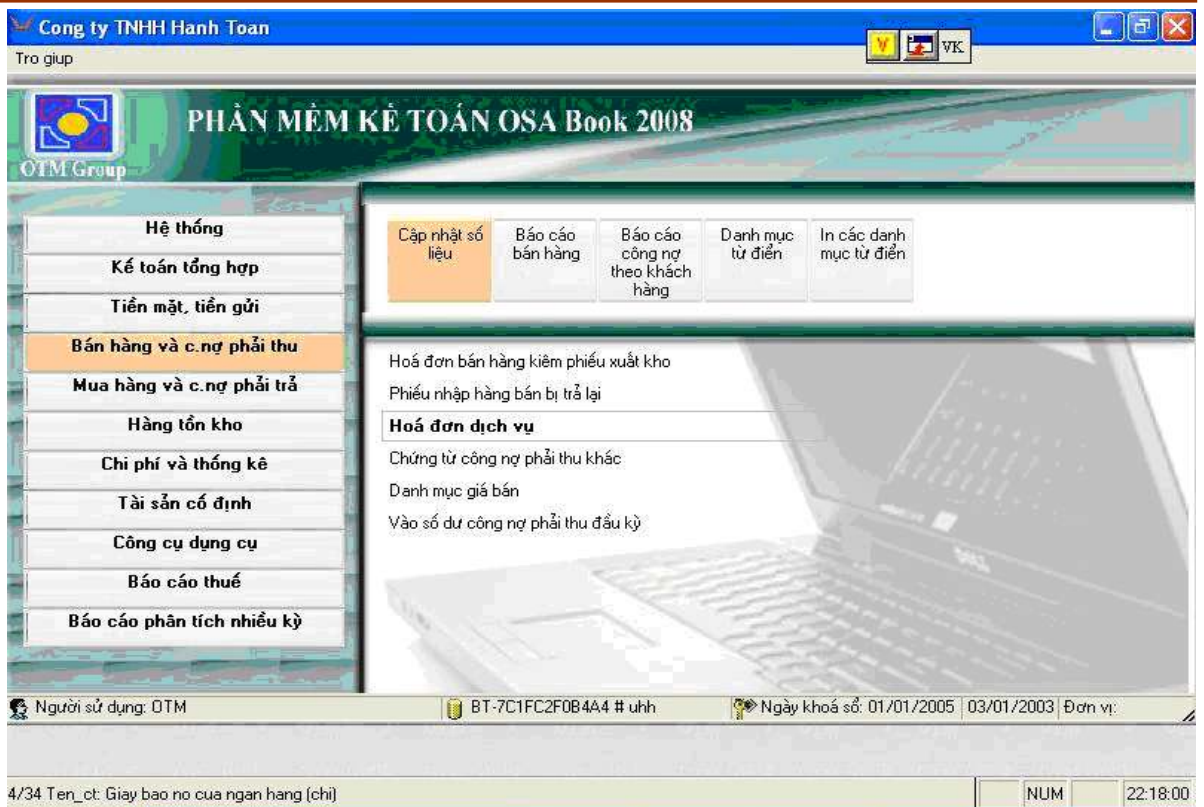 Cong ty TNHH Hanh Toan
VK
Tro giup
PHẦN MỀM KẾ TOÁN OSA Book 2008
OTM Group
Hệ thống
Kế toán tổng hợp
Tiền mặt, tiền gửi
Bán hàng và c.nợ phải thu
Mua hàng và c.nợ phải trả
Hàng tồn kho
Chi phí và thống kê
Tài sản cố định
Công cụ dụng cụ
Báo cáo thuế
Báo cáo phân tích nhiều kỳ
Cập nhật số
liệu
Báo cáo
bán hàng
Báo cáo
công nợ
theo khách
hàng
Danh mục
từ điển
In các danh
mục từ điển
Hoá đơn bán hàng kiêm phiếu xuất kho
Phiếu nhập hàng bán bị trả lại
Hoá đơn dịch vụ
Chứng từ công nợ phải thu khác
Danh mục giá bán
Vào số dư công nợ phải thu đầu kỳ
DELL
Người sử dụng: OTM
BT-7C1FC2F0B4A4 # uhh
Ngày khoá sổ: 01/01/2005
03/01/2003
Đơn vị:
4/34 Ten_ct: Giay bao no cua ngan hang (chi)
NUM
22:18:00